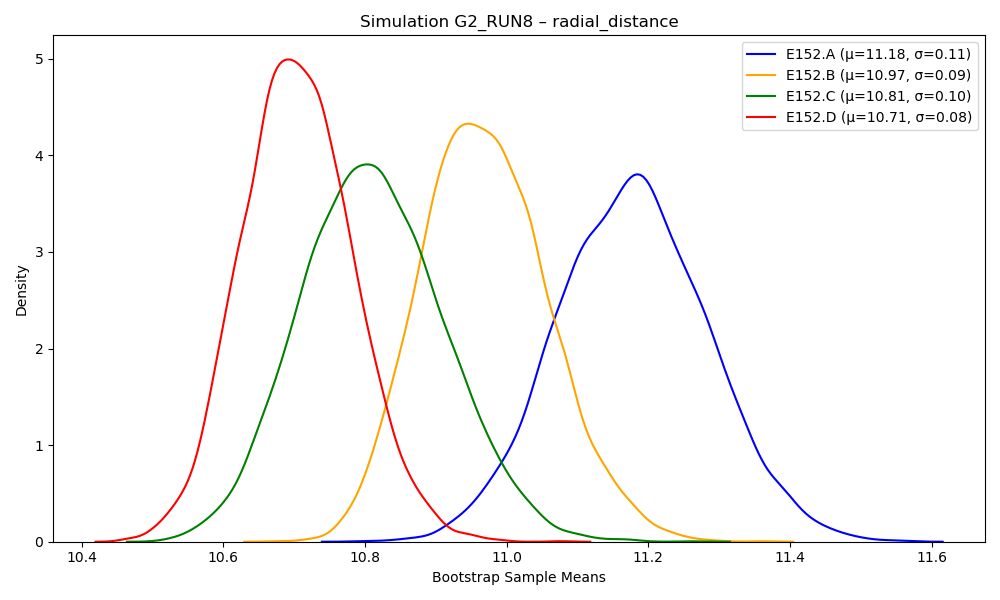 Simulation G2_RUN8 – radial_distance
E152.A (μ=11.18, σ=0.11)
E152.B (μ=10.97, σ=0.09)
E152.C (μ=10.81, σ=0.10)
E152.D (μ=10.71, σ=0.08)
Density
5
4
3
2
1
0
10.4 10.6 10.8 11.0 11.2 11.4 11.6
Bootstrap Sample Means